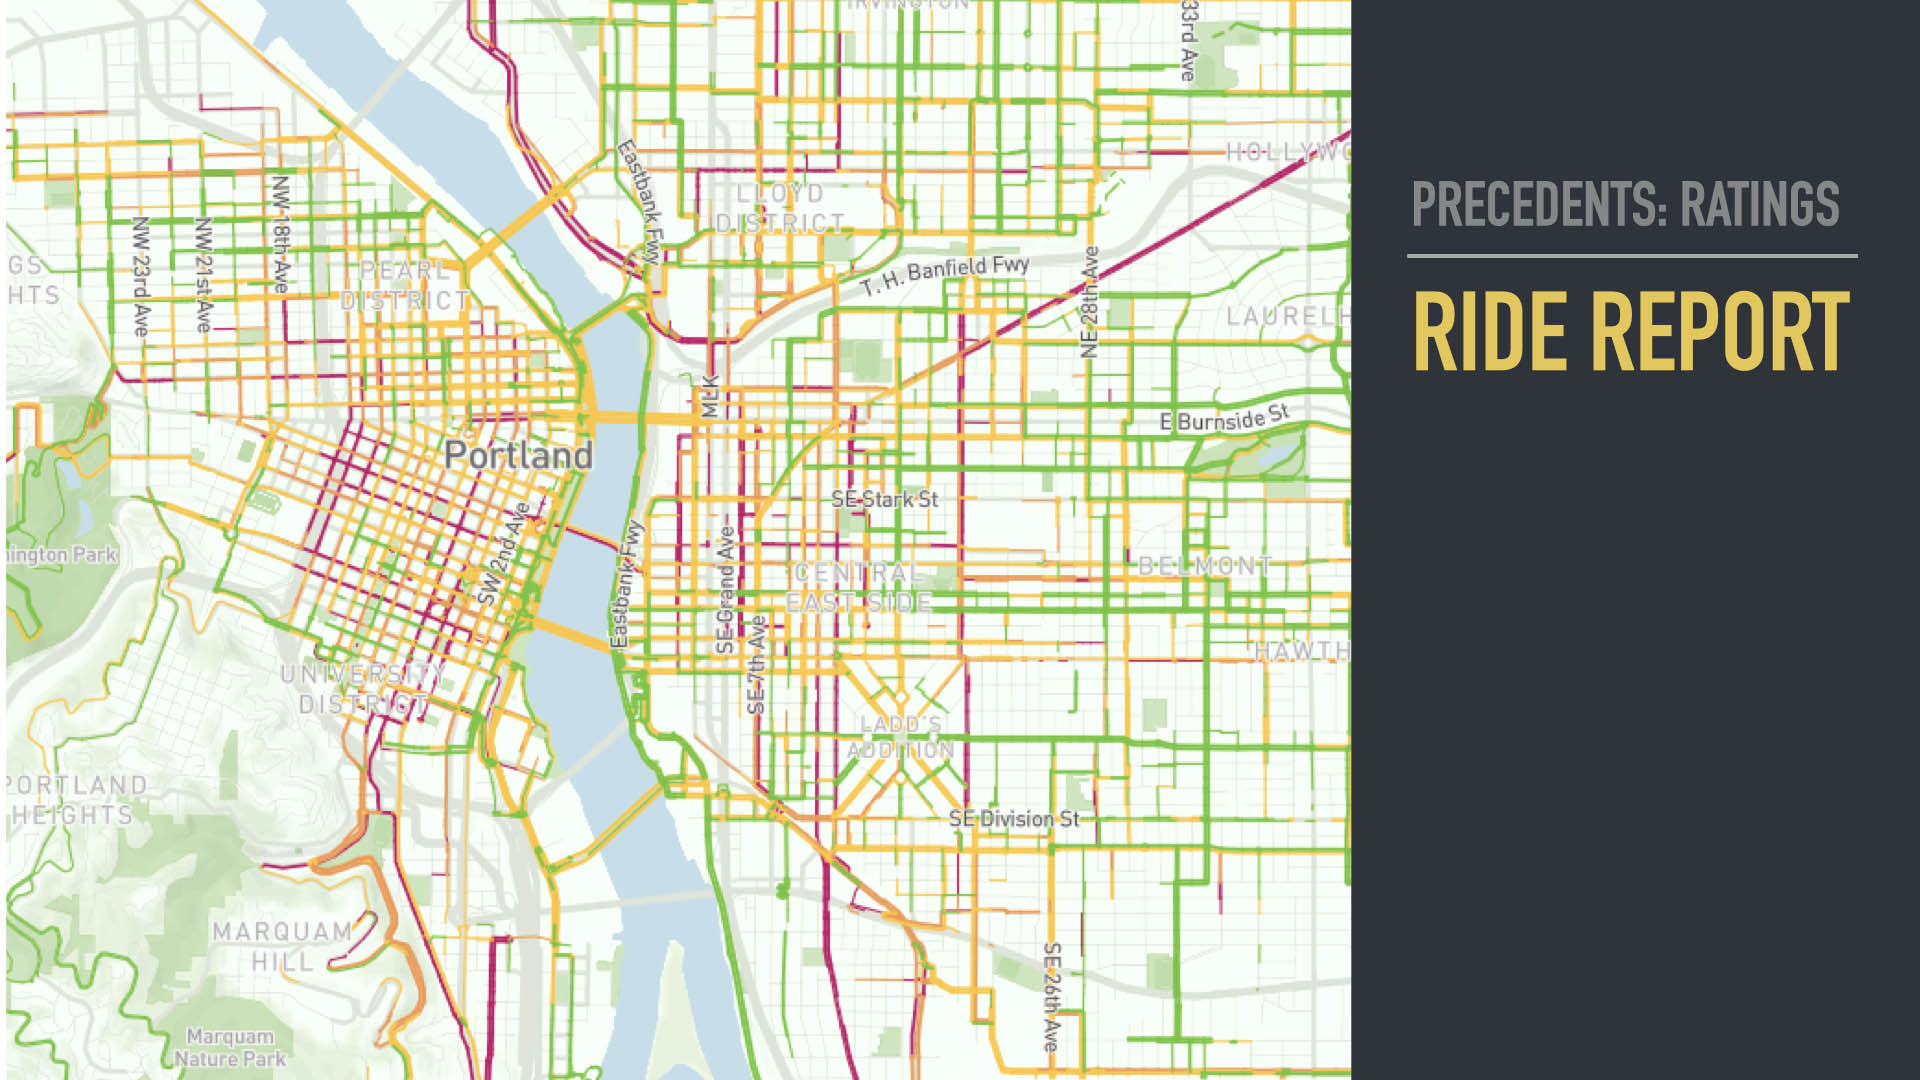 IRVINGTON
33rd Ave
HOLLYWO
Eastbank Fwy
LLOYD
DISTRICT
NW 18th Ave
NW 21st Ave
NW 23rd Ave
GS
HTS
PEARL
DISTRICT
T. H. Banfield Fwy
NE 28th Ave
LAURELH
MLK
E Burnside St
Portland
SE Stark St
SW 2nd Ave
Eastbank Fwy
SE Grand Ave
ington Park
CENTRAL
EAST SIDE
BELMONT
HAWTH
SE 7th Ave
UNIVERSITY
DISTRICT
LADD'S
ADDITION
PORTLAND
HEIGHTS
SE Division St
MARQUAM
HILL
SE 26th Ave
Marquam
Nature Park
PRECEDENTS: RATINGS
RIDE REPORT